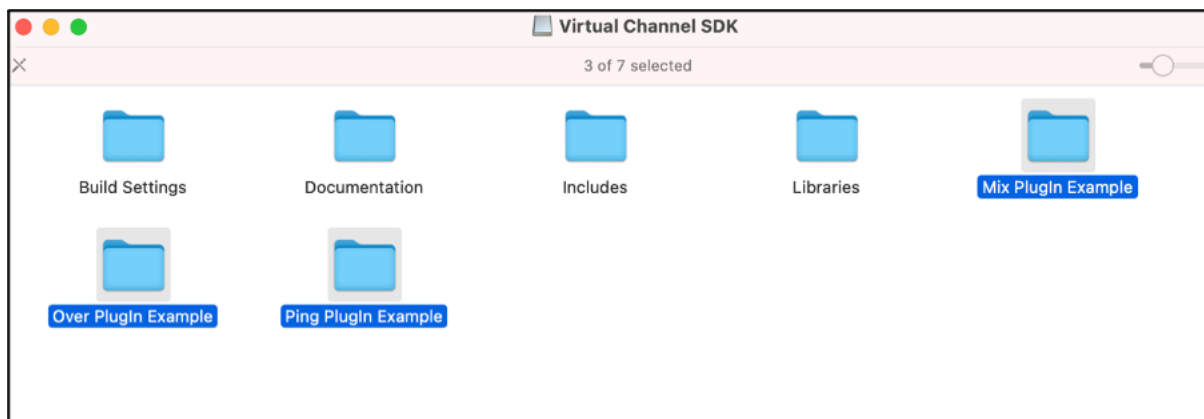 Virtual Channel SDK
3 of 7 selected
Build Settings
Documentation
Includes
Libraries
Mix PlugIn Example
Over PlugIn Example
Ping PlugIn Example